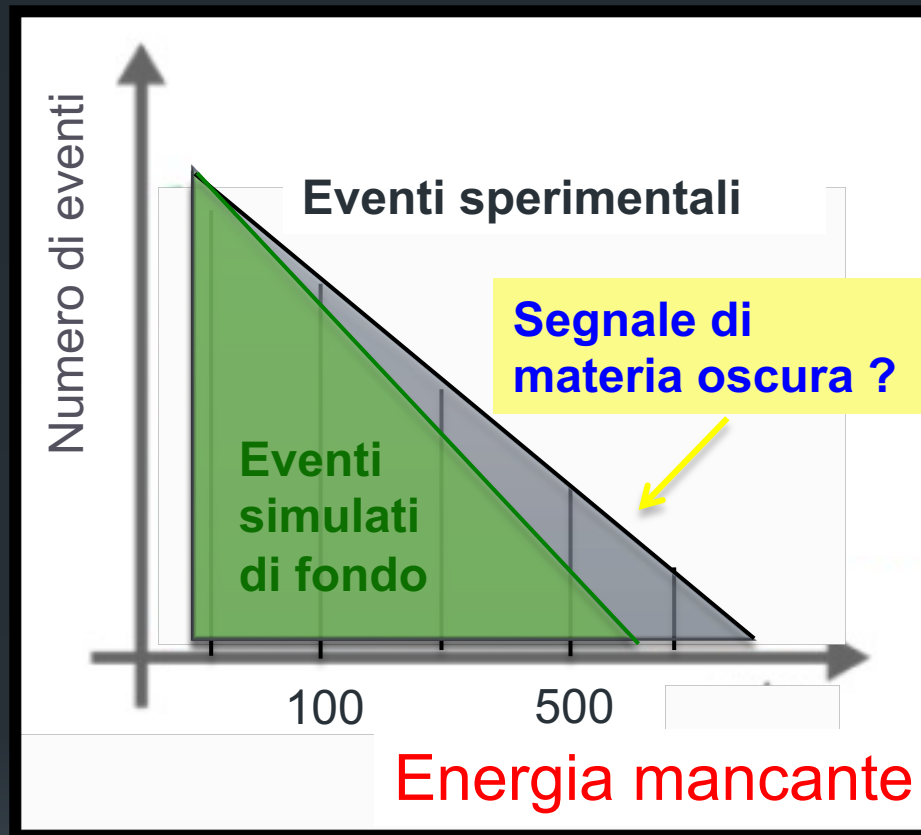 Numero di eventi
Eventi sperimentali
Segnale di
materia oscura ?
Eventi
simulati
di fondo
100 500
Energia mancante